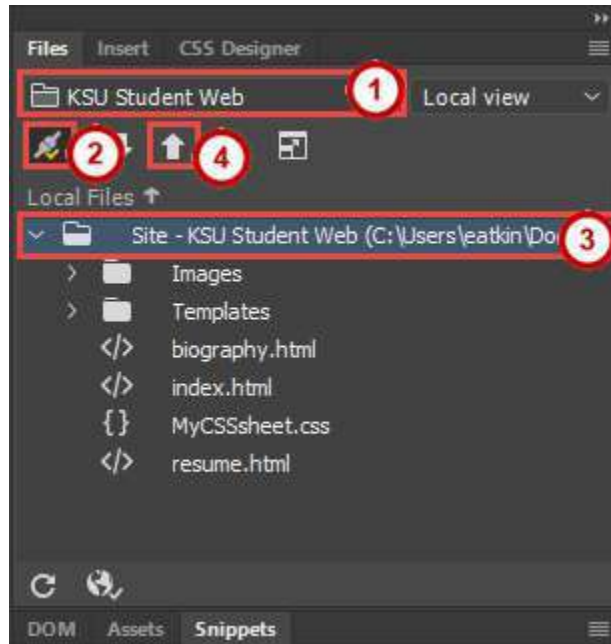 Files Insert CSS Designer
KSU Student Web 1 Local view
2 4
Local Files
Site - KSU Student Web (C:\Users\eatkin\Do 3
Images
Templates
biography.html
index.html
MyCSSsheet.css
resume.html
DOM Assets Snippets